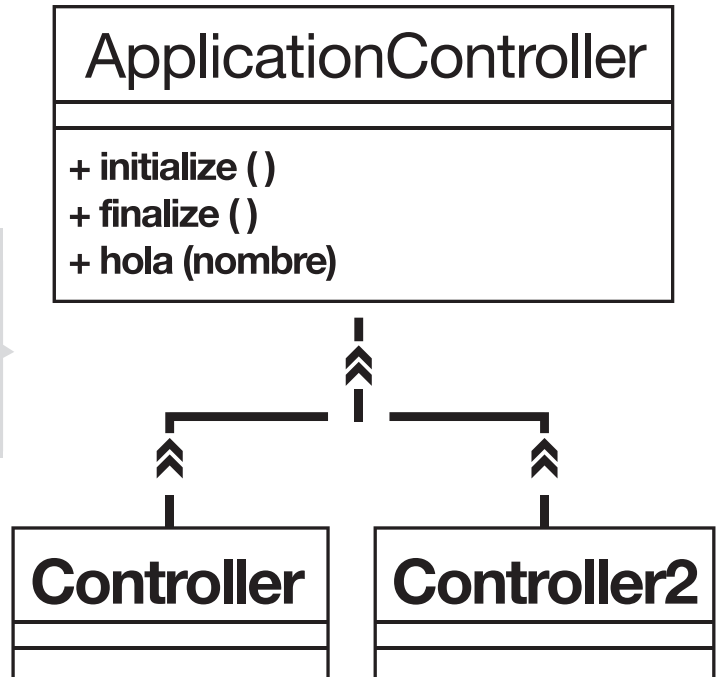 ApplicationController
+ initialize ( )
+ finalize ( )
+ hola (nombre)
Controller
Controller2